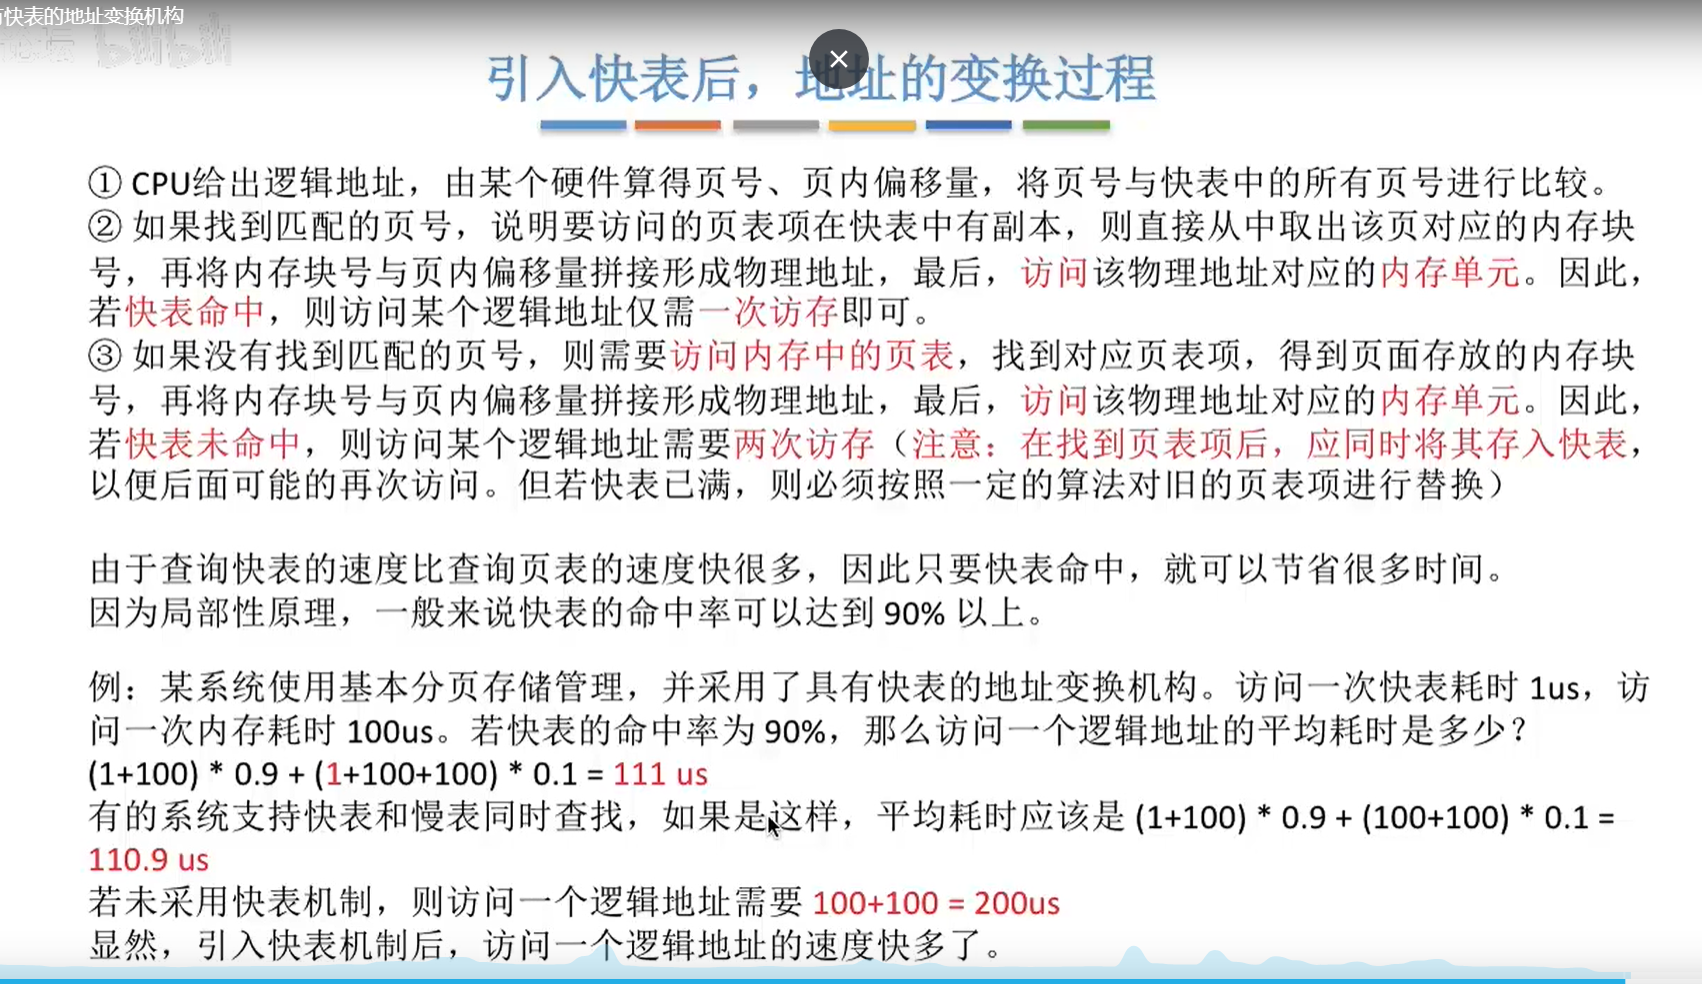 有快表的地址变换机构
论坛 bilibili
引入快表后，地址的变换过程
① CPU给出逻辑地址，由某个硬件算得页号、页内偏移量，将页号与快表中的所有页号进行比较。
② 如果找到匹配的页号，说明要访问的页表项在快表中有副本，则直接从中取出该页对应的内存块
号，再将内存块号与页内偏移量拼接形成物理地址，最后，访问该物理地址对应的内存单元。因此，
若快表命中，则访问某个逻辑地址仅需一次访存即可。
③ 如果没有找到匹配的页号，则需要访问内存中的页表，找到对应页表项，得到页面存放的内存块
号，再将内存块号与页内偏移量拼接形成物理地址，最后，访问该物理地址对应的内存单元。因此，
若快表未命中，则访问某个逻辑地址需要两次访存（注意：在找到页表项后，应同时将其存入快表，
以便后面可能的再次访问。但若快表已满，则必须按照一定的算法对旧的页表项进行替换）
由于查询快表的速度比查询页表的速度快很多，因此只要快表命中，就可以节省很多时间。
因为局部性原理，一般来说快表的命中率可以达到 90% 以上。
例：某系统使用基本分页存储管理，并采用了具有快表的地址变换机构。访问一次快表耗时 1us，访
问一次内存耗时 100us。若快表的命中率为 90%，那么访问一个逻辑地址的平均耗时是多少？
(1+100) * 0.9 + (1+100+100) * 0.1 = 111 us
有的系统支持快表和慢表同时查找，如果是这样，平均耗时应该是 (1+100) * 0.9 + (100+100) * 0.1 =
110.9 us
若未采用快表机制，则访问一个逻辑地址需要 100+100 = 200us
显然，引入快表机制后，访问一个逻辑地址的速度快多了。